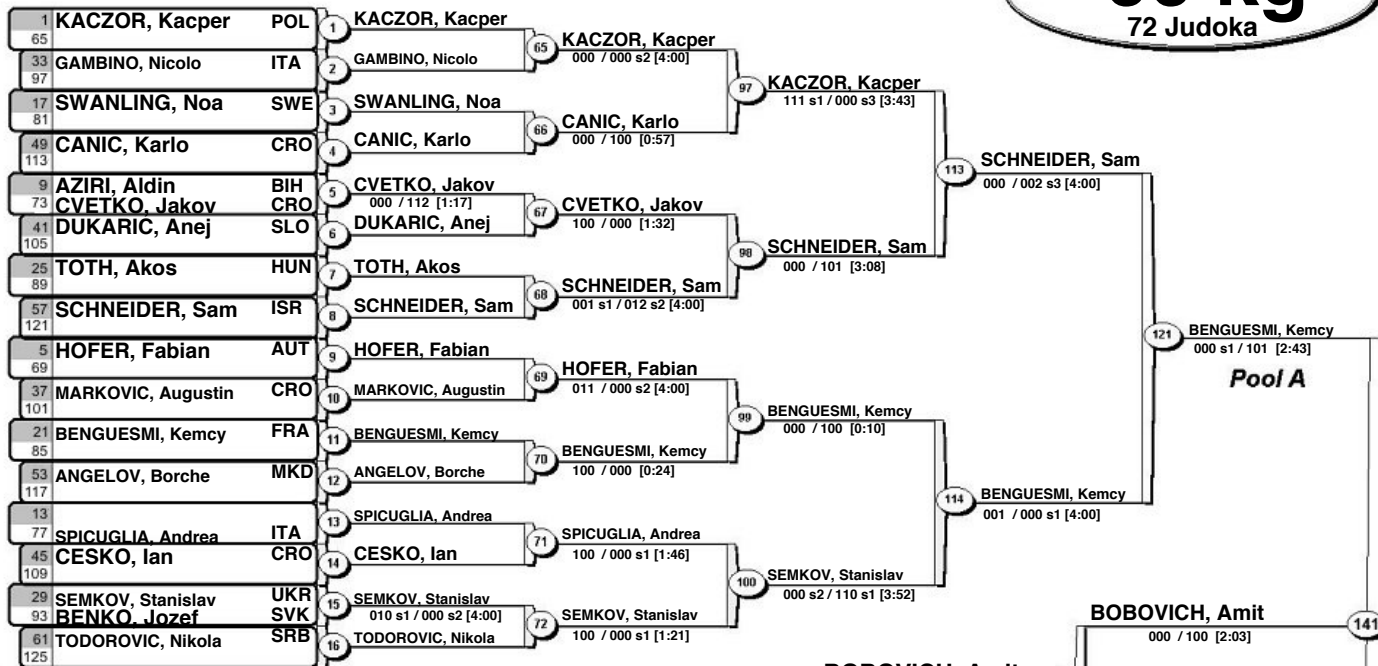 72 Judoka
1 KACZOR, Kacper POL
65
33 GAMBINO, Nicolo ITA
97
17 SWANLING, Noa SWE
81
49 CANIC, Karlo CRO
113
9 AZIRI, Aldin BIH
73 CVETKO, Jakov CRO
41 DUKARIC, Anej SLO
105
25 TOTH, Akos HUN
89
57 SCHNEIDER, Sam ISR
121
5 HOFER, Fabian AUT
69
37 MARKOVIC, Augustin CRO
101
21 BENGUESMI, Kemcy FRA
85
53 ANGELOV, Borche MKD
117
13
77 SPICUGLIA, Andrea ITA
45 CESKO, Ian CRO
109
29 SEMKOV, Stanislav UKR
93 BENKO, Jozef SVK
61 TODOROVIC, Nikola SRB
125
1 KACZOR, Kacper
2 GAMBINO, Nicolo
3 SWANLING, Noa
4 CANIC, Karlo
5 CVETKO, Jakov
000 / 112 [1:17]
6 DUKARIC, Anej
7 TOTH, Akos
8 SCHNEIDER, Sam
9 HOFER, Fabian
10 MARKOVIC, Augustin
11 BENGUESMI, Kemcy
12 ANGELOV, Borche
13 SPICUGLIA, Andrea
14 CESKO, Ian
15 SEMKOV, Stanislav
010 s1 / 000 s2 [4:00]
16 TODOROVIC, Nikola
65 KACZOR, Kacper
000 / 000 s2 [4:00]
66 CANIC, Karlo
000 / 100 [0:57]
67 CVETKO, Jakov
100 / 000 [1:32]
68 SCHNEIDER, Sam
001 s1 / 012 s2 [4:00]
69 HOFER, Fabian
011 / 000 s2 [4:00]
70 BENGUESMI, Kemcy
100 / 000 [0:24]
71 SPICUGLIA, Andrea
100 / 000 s1 [1:46]
72 SEMKOV, Stanislav
100 / 000 s1 [1:21]
97 KACZOR, Kacper
111 s1 / 000 s3 [3:43]
98 SCHNEIDER, Sam
000 / 101 [3:08]
99 BENGUESMI, Kemcy
000 / 100 [0:10]
100 SEMKOV, Stanislav
000 s2 / 110 s1 [3:52]
113 SCHNEIDER, Sam
000 / 002 s3 [4:00]
114 BENGUESMI, Kemcy
001 / 000 s1 [4:00]
121 BENGUESMI, Kemcy
000 s1 / 101 [2:43]
Pool A
BOBOVICH, Amit
000 / 100 [2:03]
141